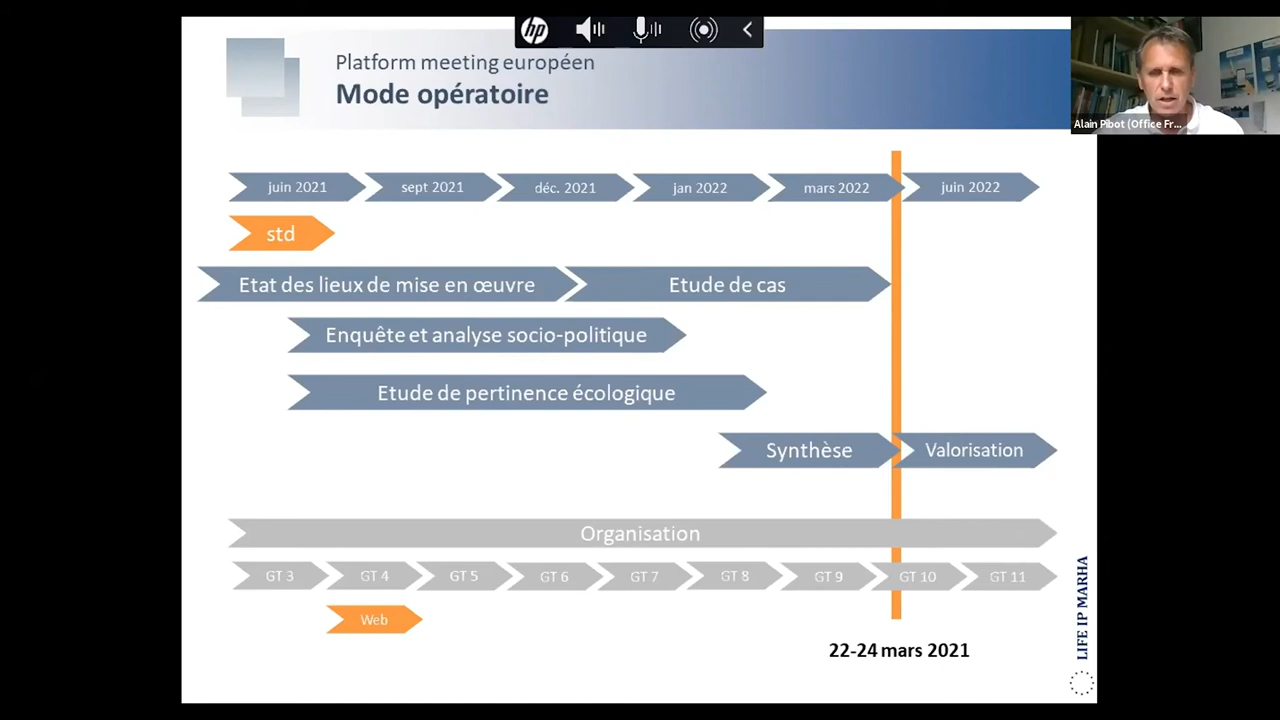 hp
Platform meeting européen
Mode opératoire
Alain Pibot (Office Fr...
juin 2021
sept 2021
déc. 2021
jan 2022
mars 2022
juin 2022
std
Etat des lieux de mise en œuvre
Etude de cas
Enquête et analyse socio-politique
Etude de pertinence écologique
Synthèse
Valorisation
Organisation
GT 3
GT 4
GT 5
GT 6
GT 7
GT 8
GT 9
GT 10
GT 11
Web
22-24 mars 2021
LIFE IP MARHA